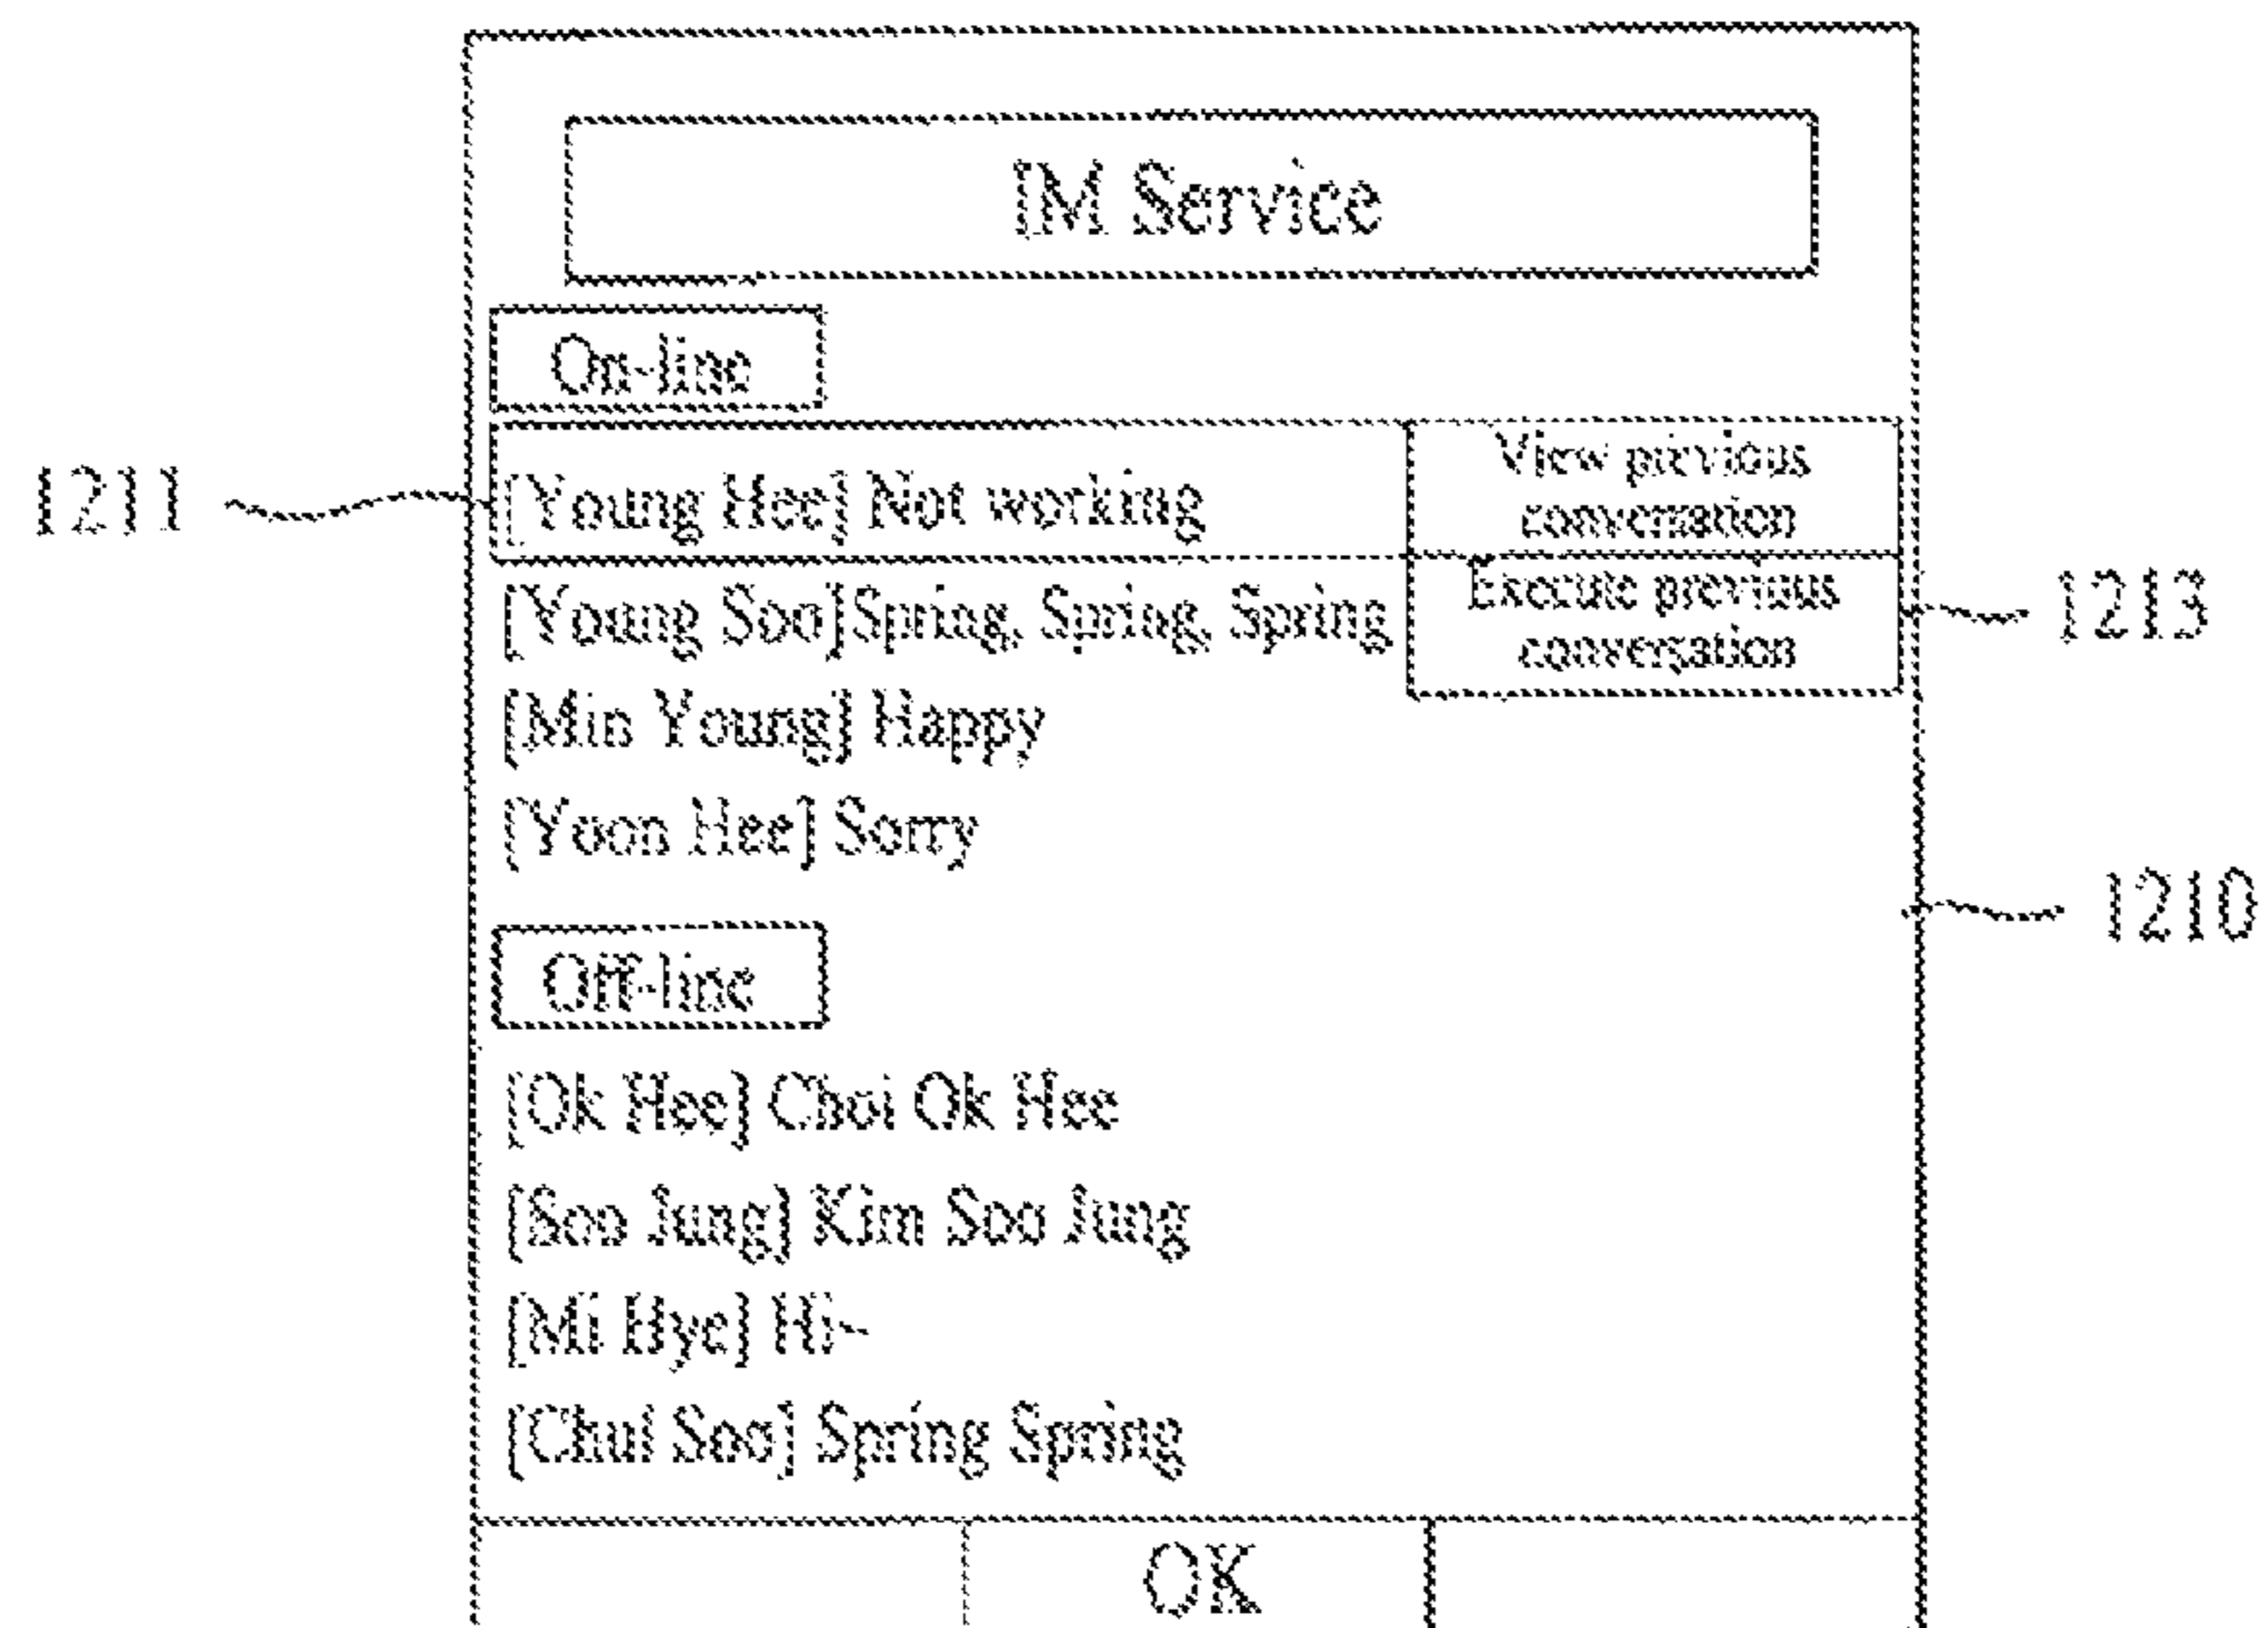 IM Service
On-line
1211
[Young Hee] Not working
View previous
conversation
[Young Soo]Spring, Spring, Spring
Execute previous
conversation
1213
[Min Young] Happy
[Yoon Hee] Sorry
1210
Off-line
[Ok Hee] Choi Ok Hee
[Soo Jung] Kim Soo Jung
[Mi Hye] Hi~
[Chul Soo] Spring Spring
OK